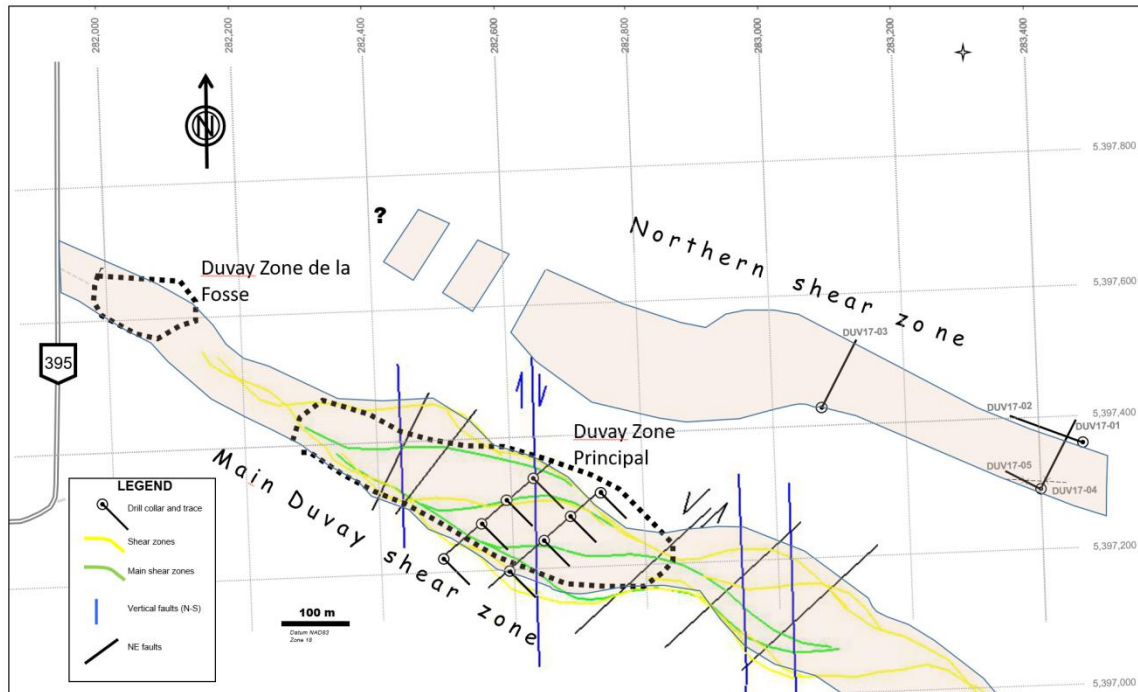 282,000
282,200
282,400
282,600
282,800
283,000
283,200
283,400
N
5,397,800
?
Northern shear zone
Duvay Zone de la
Fosse
5,397,600
DUV17-03
395
DUV17-02
5,397,400
DUV17-01
Duvay Zone
Principal
Main Duvay shear zone
DUV17-05
DUV17-04
LEGEND
Drill collar and trace
Shear zones
Main shear zones
Vertical faults (N-S)
NE faults
5,397,200
100 m
Datum NAD83
Zone 18
5,397,000